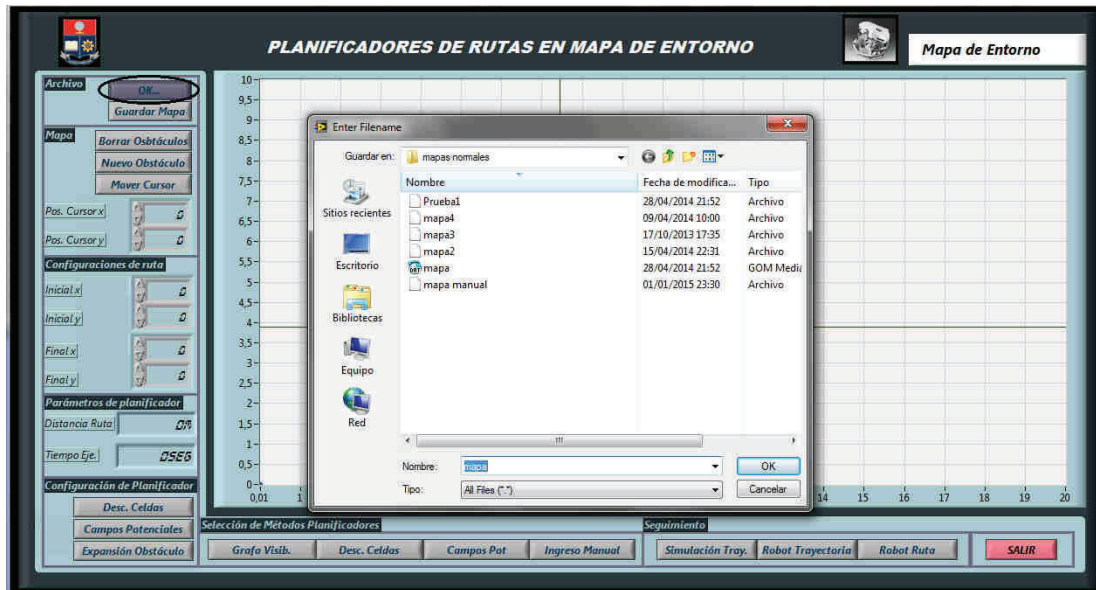 PLANIFICADORES DE RUTAS EN MAPA DE ENTORNO
Mapa de Entorno
Archivo
OK...
Guardar Mapa
Mapa
Borrar Osbtáculos
Nuevo Obstáculo
Mover Cursor
Pos. Cursor x
0
Pos. Cursor y
0
Configuraciones de ruta
Inicial x
0
Inicial y
0
Final x
0
Final y
0
Parámetros de planificador
Distancia Ruta
0m
Tiempo Eje.
0SEG
Configuración de Planificador
Desc. Celdas
Campos Potenciales
Expansión Obstáculo
10
9,5
9
8,5
8
7,5
7
6,5
6
5,5
5
4,5
4
3,5
3
2,5
2
1,5
1
0,5
0
0,01
1
14
15
16
17
18
19
20
Enter Filename
Guardar en:
mapas normales
Sitios recientes
Escritorio
Bibliotecas
Equipo
Red
Nombre Fecha de modifica... Tipo
Prueba1 28/04/2014 21:52 Archivo
mapa4 09/04/2014 10:00 Archivo
mapa3 17/10/2013 17:35 Archivo
mapa2 15/04/2014 22:31 Archivo
mapa 28/04/2014 21:52 GOM Media
mapa manual 01/01/2015 23:30 Archivo
Nombre: mapa OK
Tipo: All Files (*.*) Cancelar
Selección de Métodos Planificadores
Grafo Visib. Desc. Celdas Campos Pot Ingreso Manual
Seguimiento
Simulación Tray. Robot Trayectoria Robot Ruta
SALIR